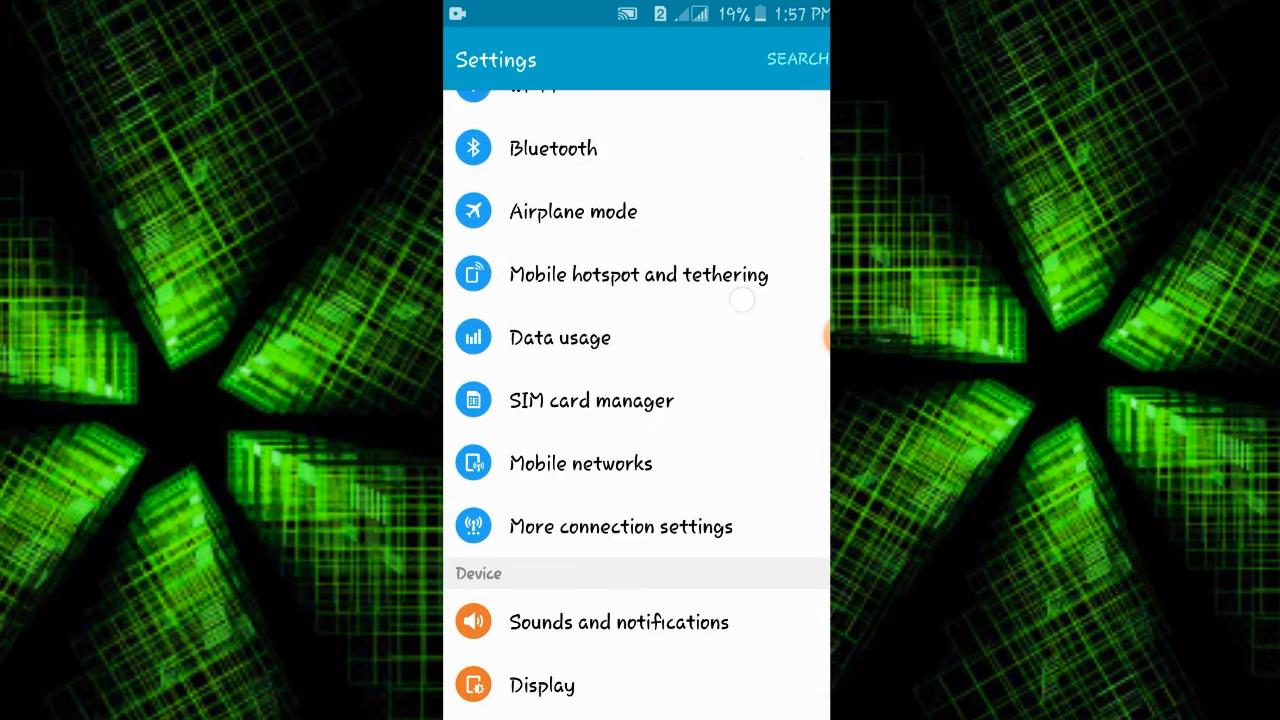 2 19% 1:57 PM
Settings SEARCH
Bluetooth
Airplane mode
Mobile hotspot and tethering
Data usage
SIM card manager
Mobile networks
More connection settings
Device
Sounds and notifications
Display